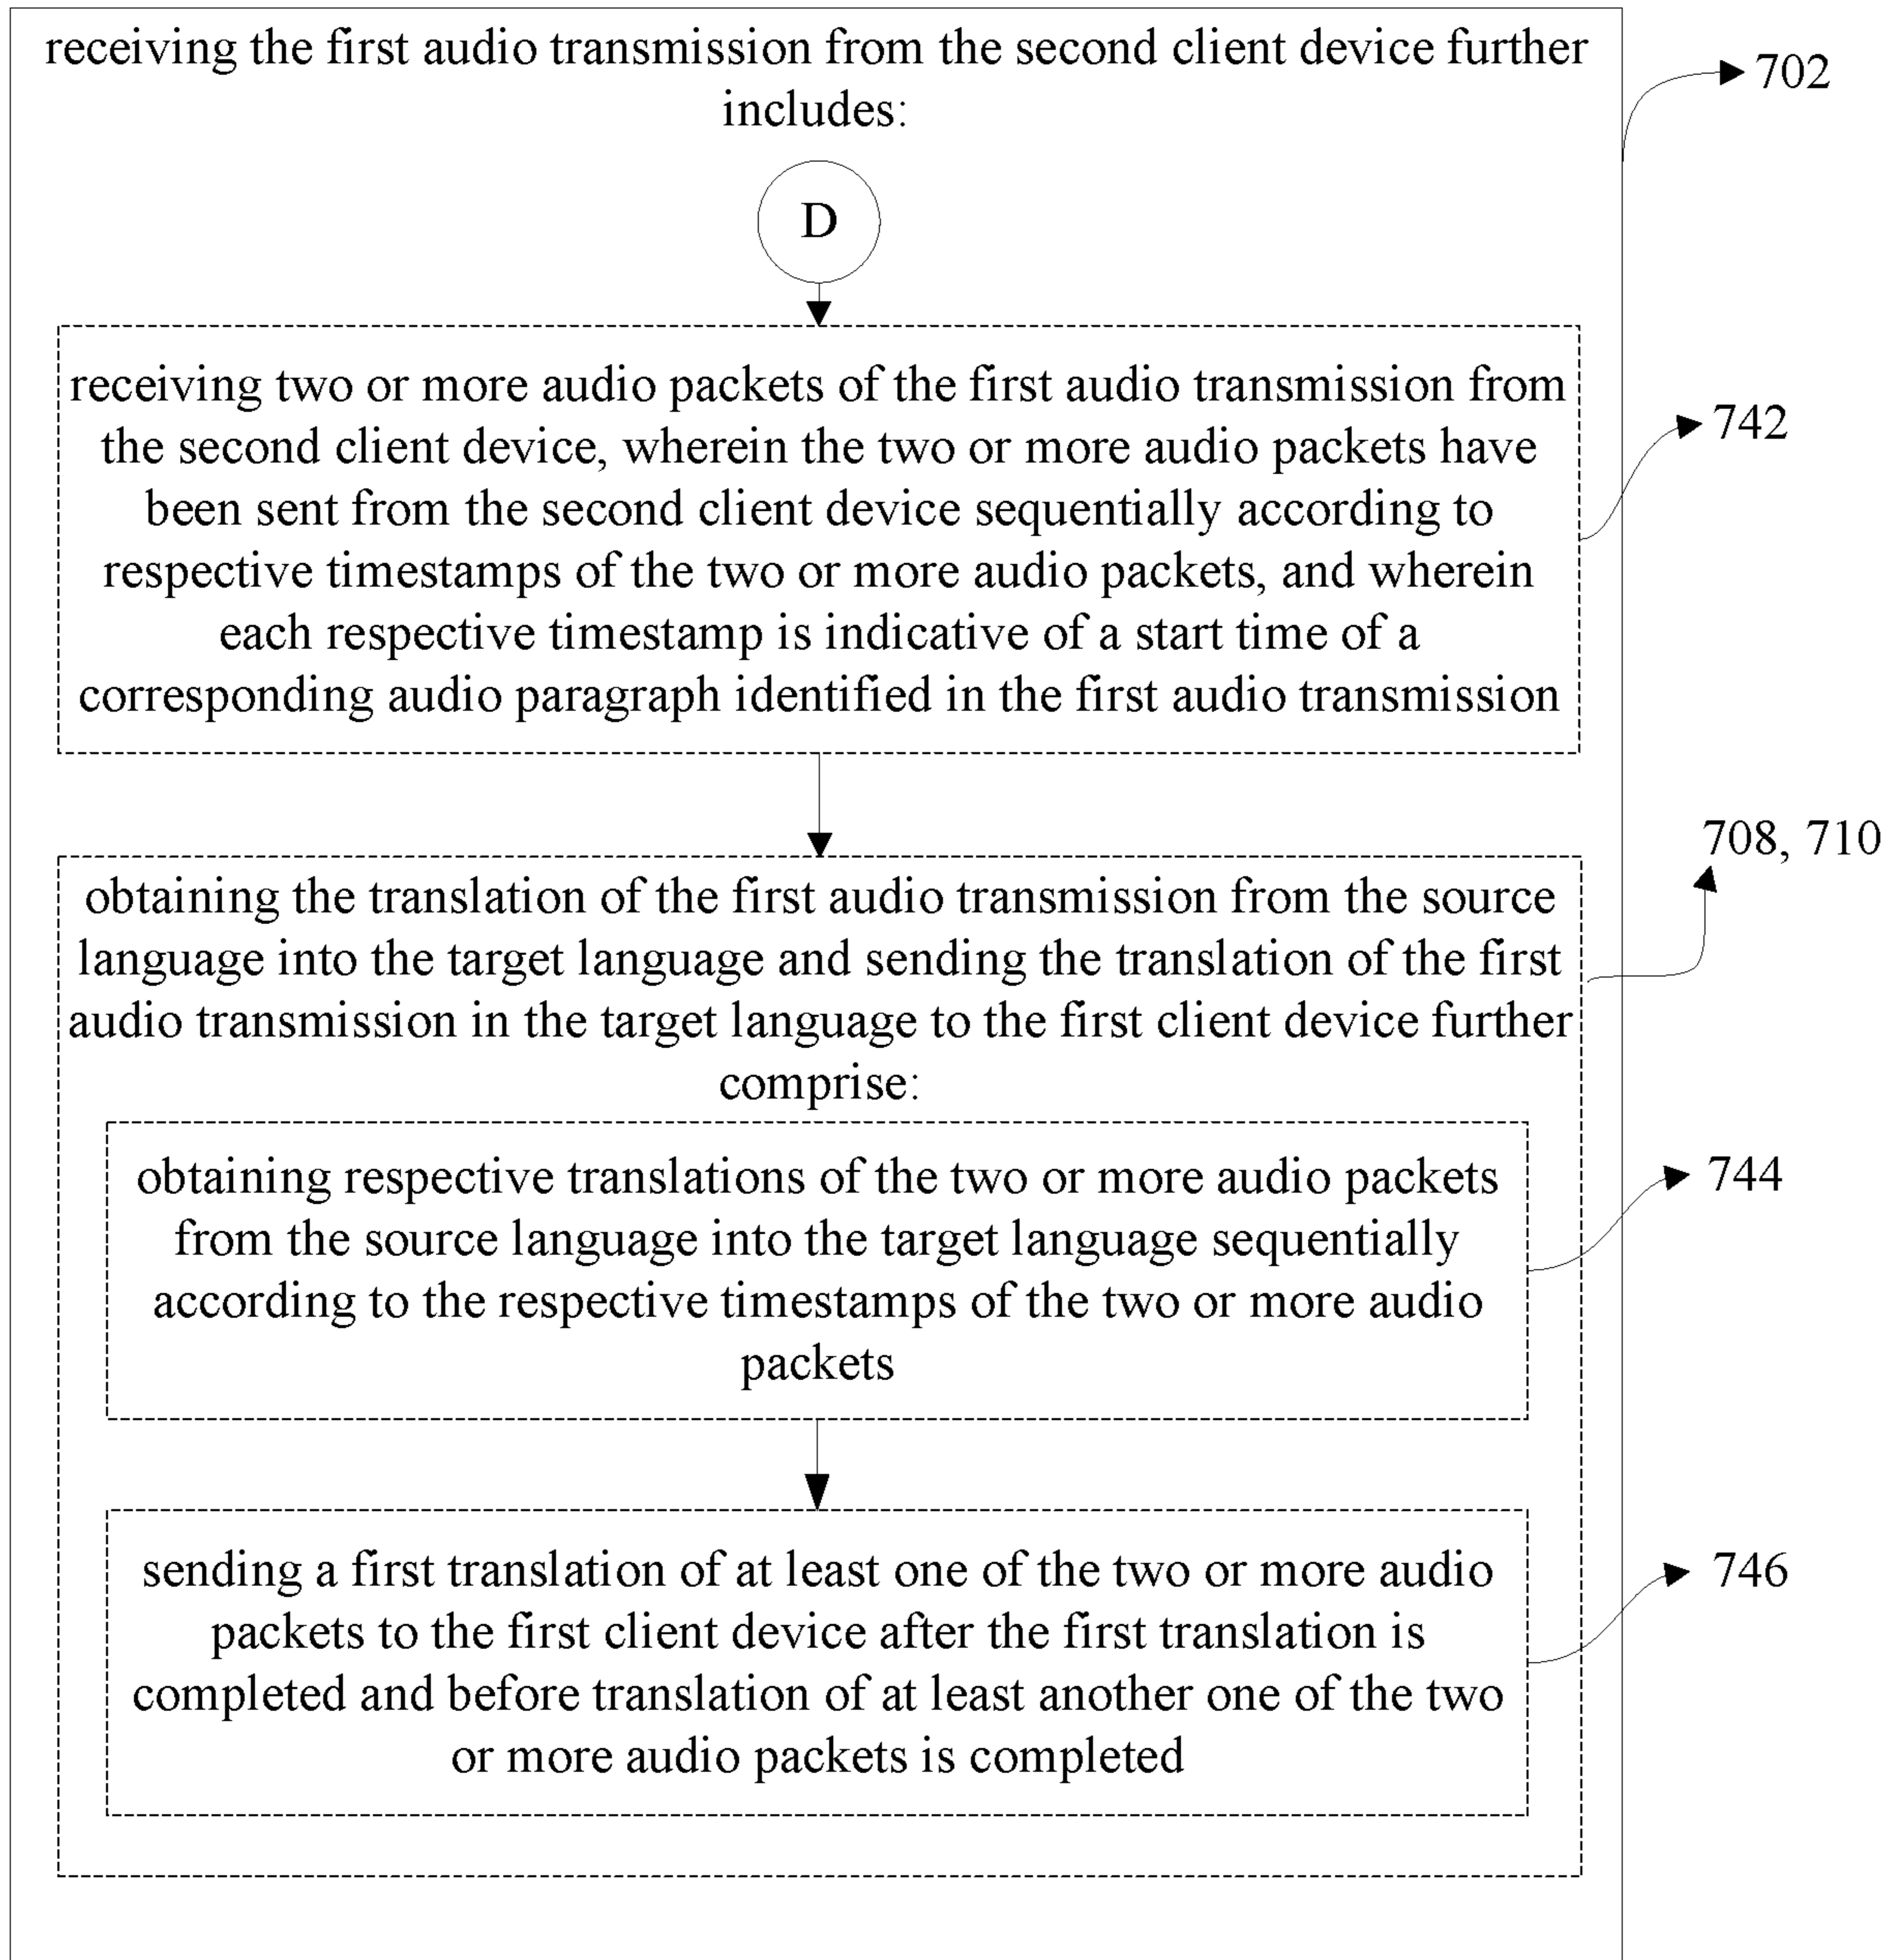 receiving the first audio transmission from the second client device further
includes:
702
D
receiving two or more audio packets of the first audio transmission from
the second client device, wherein the two or more audio packets have
been sent from the second client device sequentially according to
respective timestamps of the two or more audio packets, and wherein
each respective timestamp is indicative of a start time of a
corresponding audio paragraph identified in the first audio transmission
742
708, 710
obtaining the translation of the first audio transmission from the source
language into the target language and sending the translation of the first
audio transmission in the target language to the first client device further
comprise:
obtaining respective translations of the two or more audio packets
from the source language into the target language sequentially
according to the respective timestamps of the two or more audio
packets
744
sending a first translation of at least one of the two or more audio
packets to the first client device after the first translation is
completed and before translation of at least another one of the two
or more audio packets is completed
746